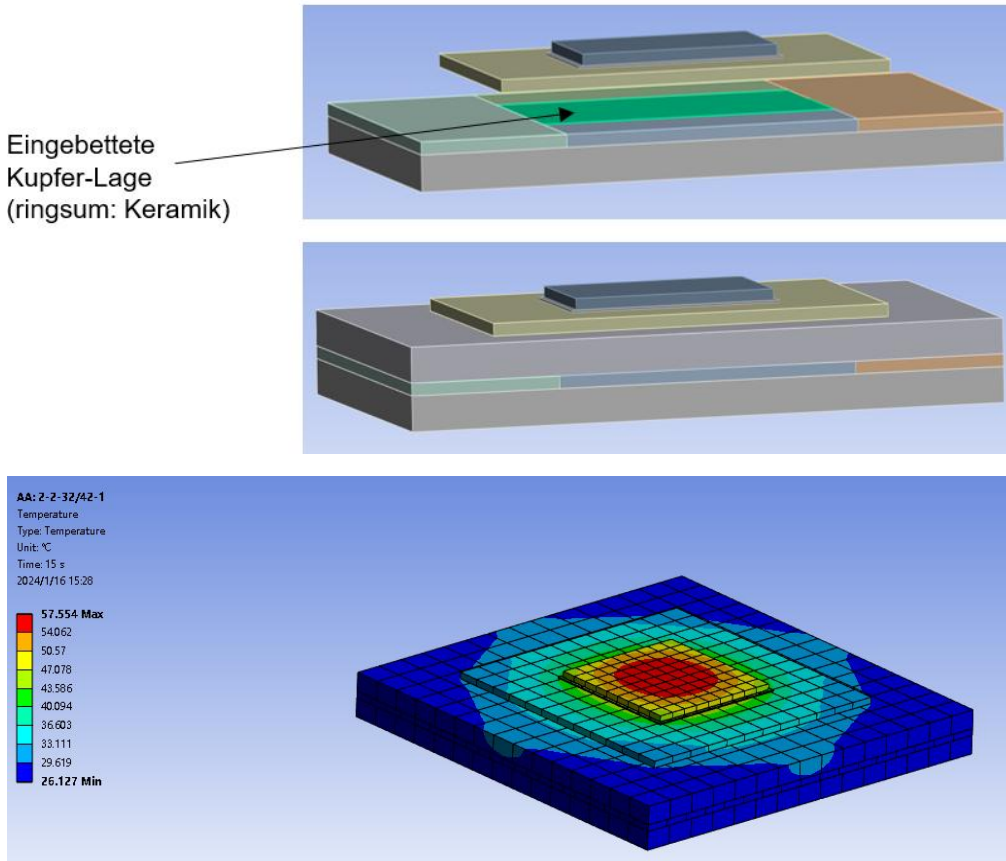 Eingebettete
Kupfer-Lage
(ringsum: Keramik)
AA: 2-2-32/42-1
Temperature
Type: Temperature
Unit: °C
Time: 15 s
2024/1/16 15:28
57.554 Max
54.062
50.57
47.078
43.586
40.094
36.603
33.111
29.619
26.127 Min